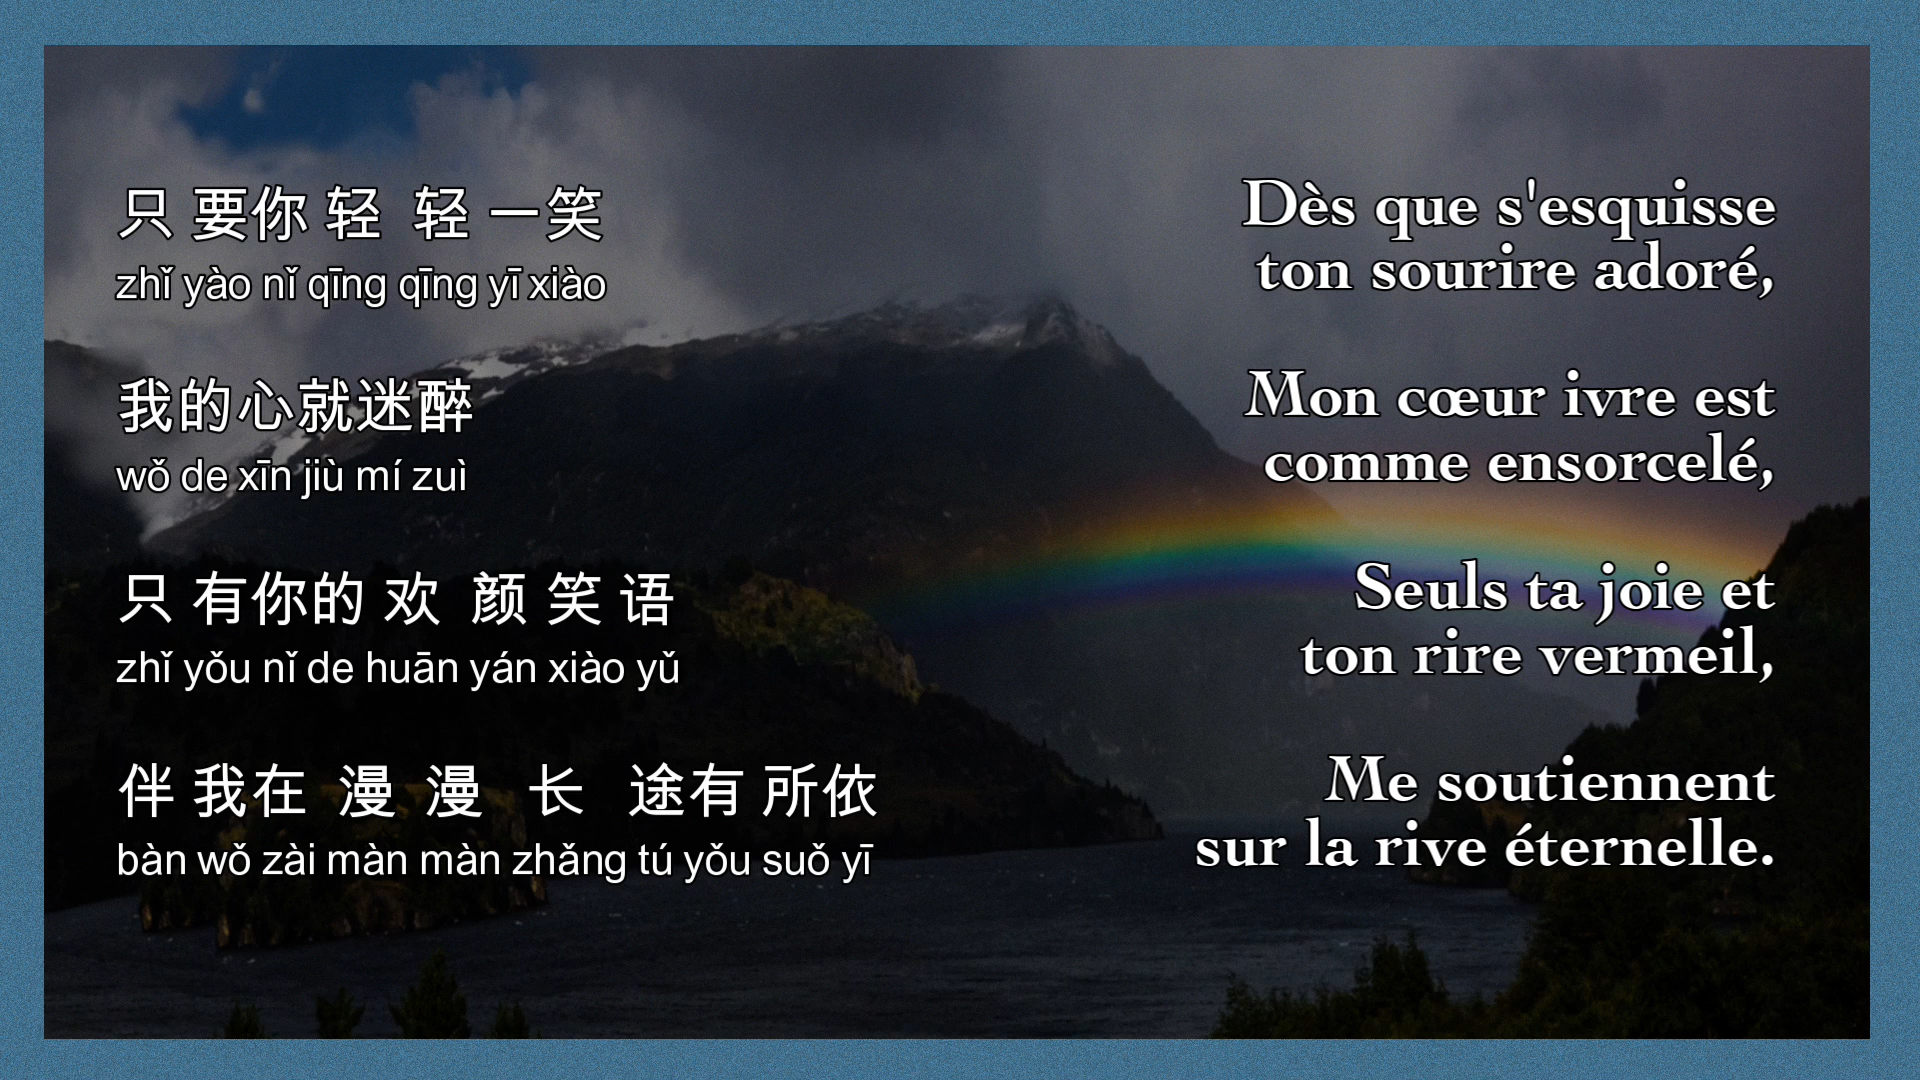 只要你轻轻一笑
zhǐ yào nǐ qīng qīng yī xiào
我的心就迷醉
wǒ de xīn jiù mí zuì
只有你的欢颜笑语
zhǐ yǒu nǐ de huān yán xiào yǔ
伴我在漫漫长途有所依
bàn wǒ zài màn màn zhǎng tú yǒu suǒ yī
Dès que s'esquisse
ton sourire adoré,
Mon cœur ivre est
comme ensorcelé,
Seuls ta joie et
ton rire vermeil,
Me soutiennent
sur la rive éternelle.